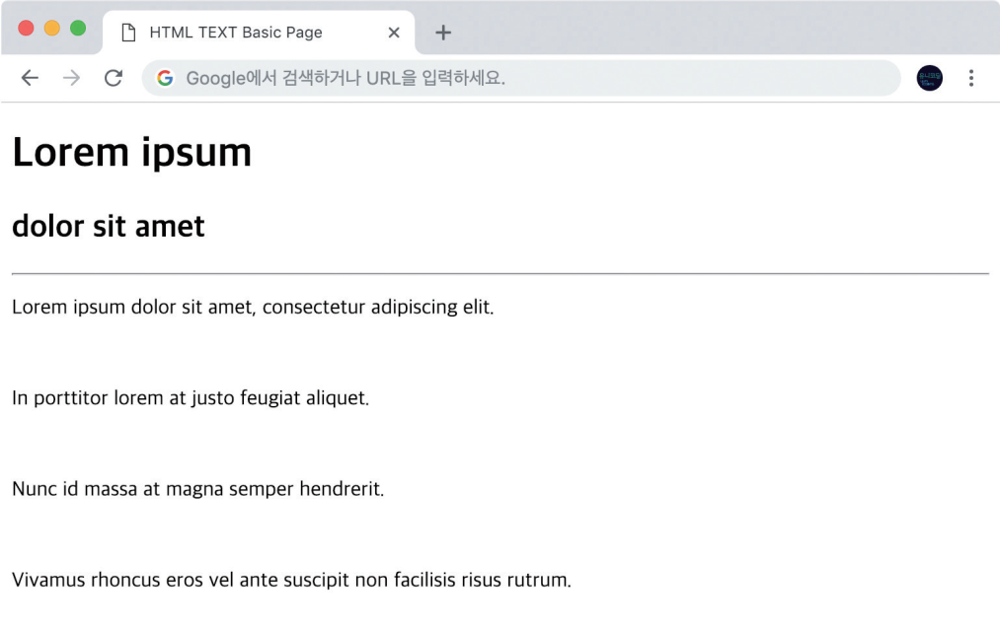 HTML TEXT Basic Page
Google에서 검색하거나 URL을 입력하세요.
Lorem ipsum
dolor sit amet
Lorem ipsum dolor sit amet, consectetur adipiscing elit.
In porttitor lorem at justo feugiat aliquet.
Nunc id massa at magna semper hendrerit.
Vivamus rhoncus eros vel ante suscipit non facilisis risus rutrum.